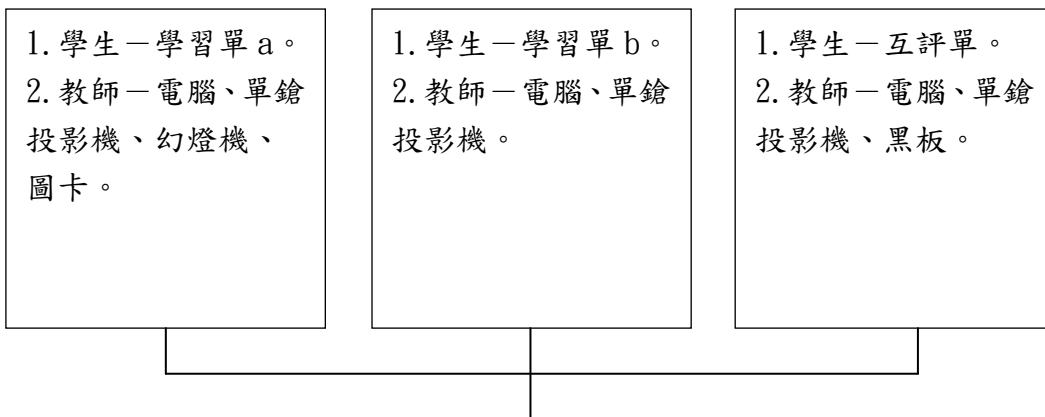 1.學生－學習單 a。
2.教師－電腦、單鎗
投影機、幻燈機、
圖卡。
1.學生－學習單 b。
2.教師－電腦、單鎗
投影機。
1.學生－互評單。
2.教師－電腦、單鎗
投影機、黑板。